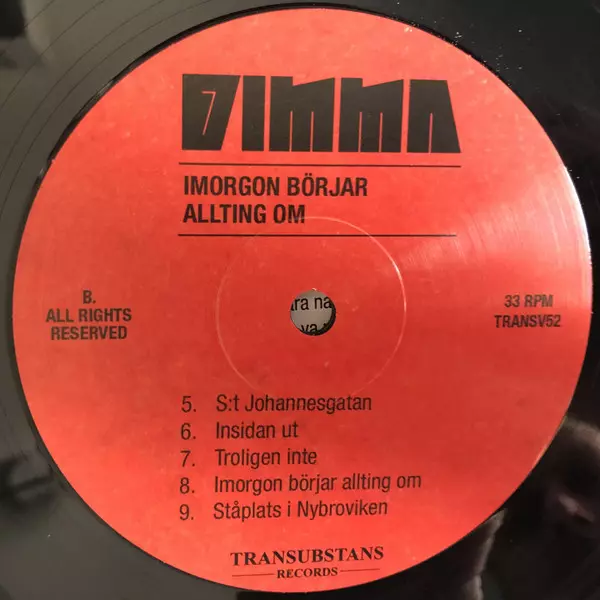 DIMMA
IMORGON BÖRJAR
ALLTING OM
B.
ALL RIGHTS
RESERVED
33 RPM
TRANSV52
5. S:t Johannesgatan
6. Insidan ut
7. Troligen inte
8. Imorgon börjar allting om
9. Ståplats i Nybroviken
TRANSUBSTANS
RECORDS